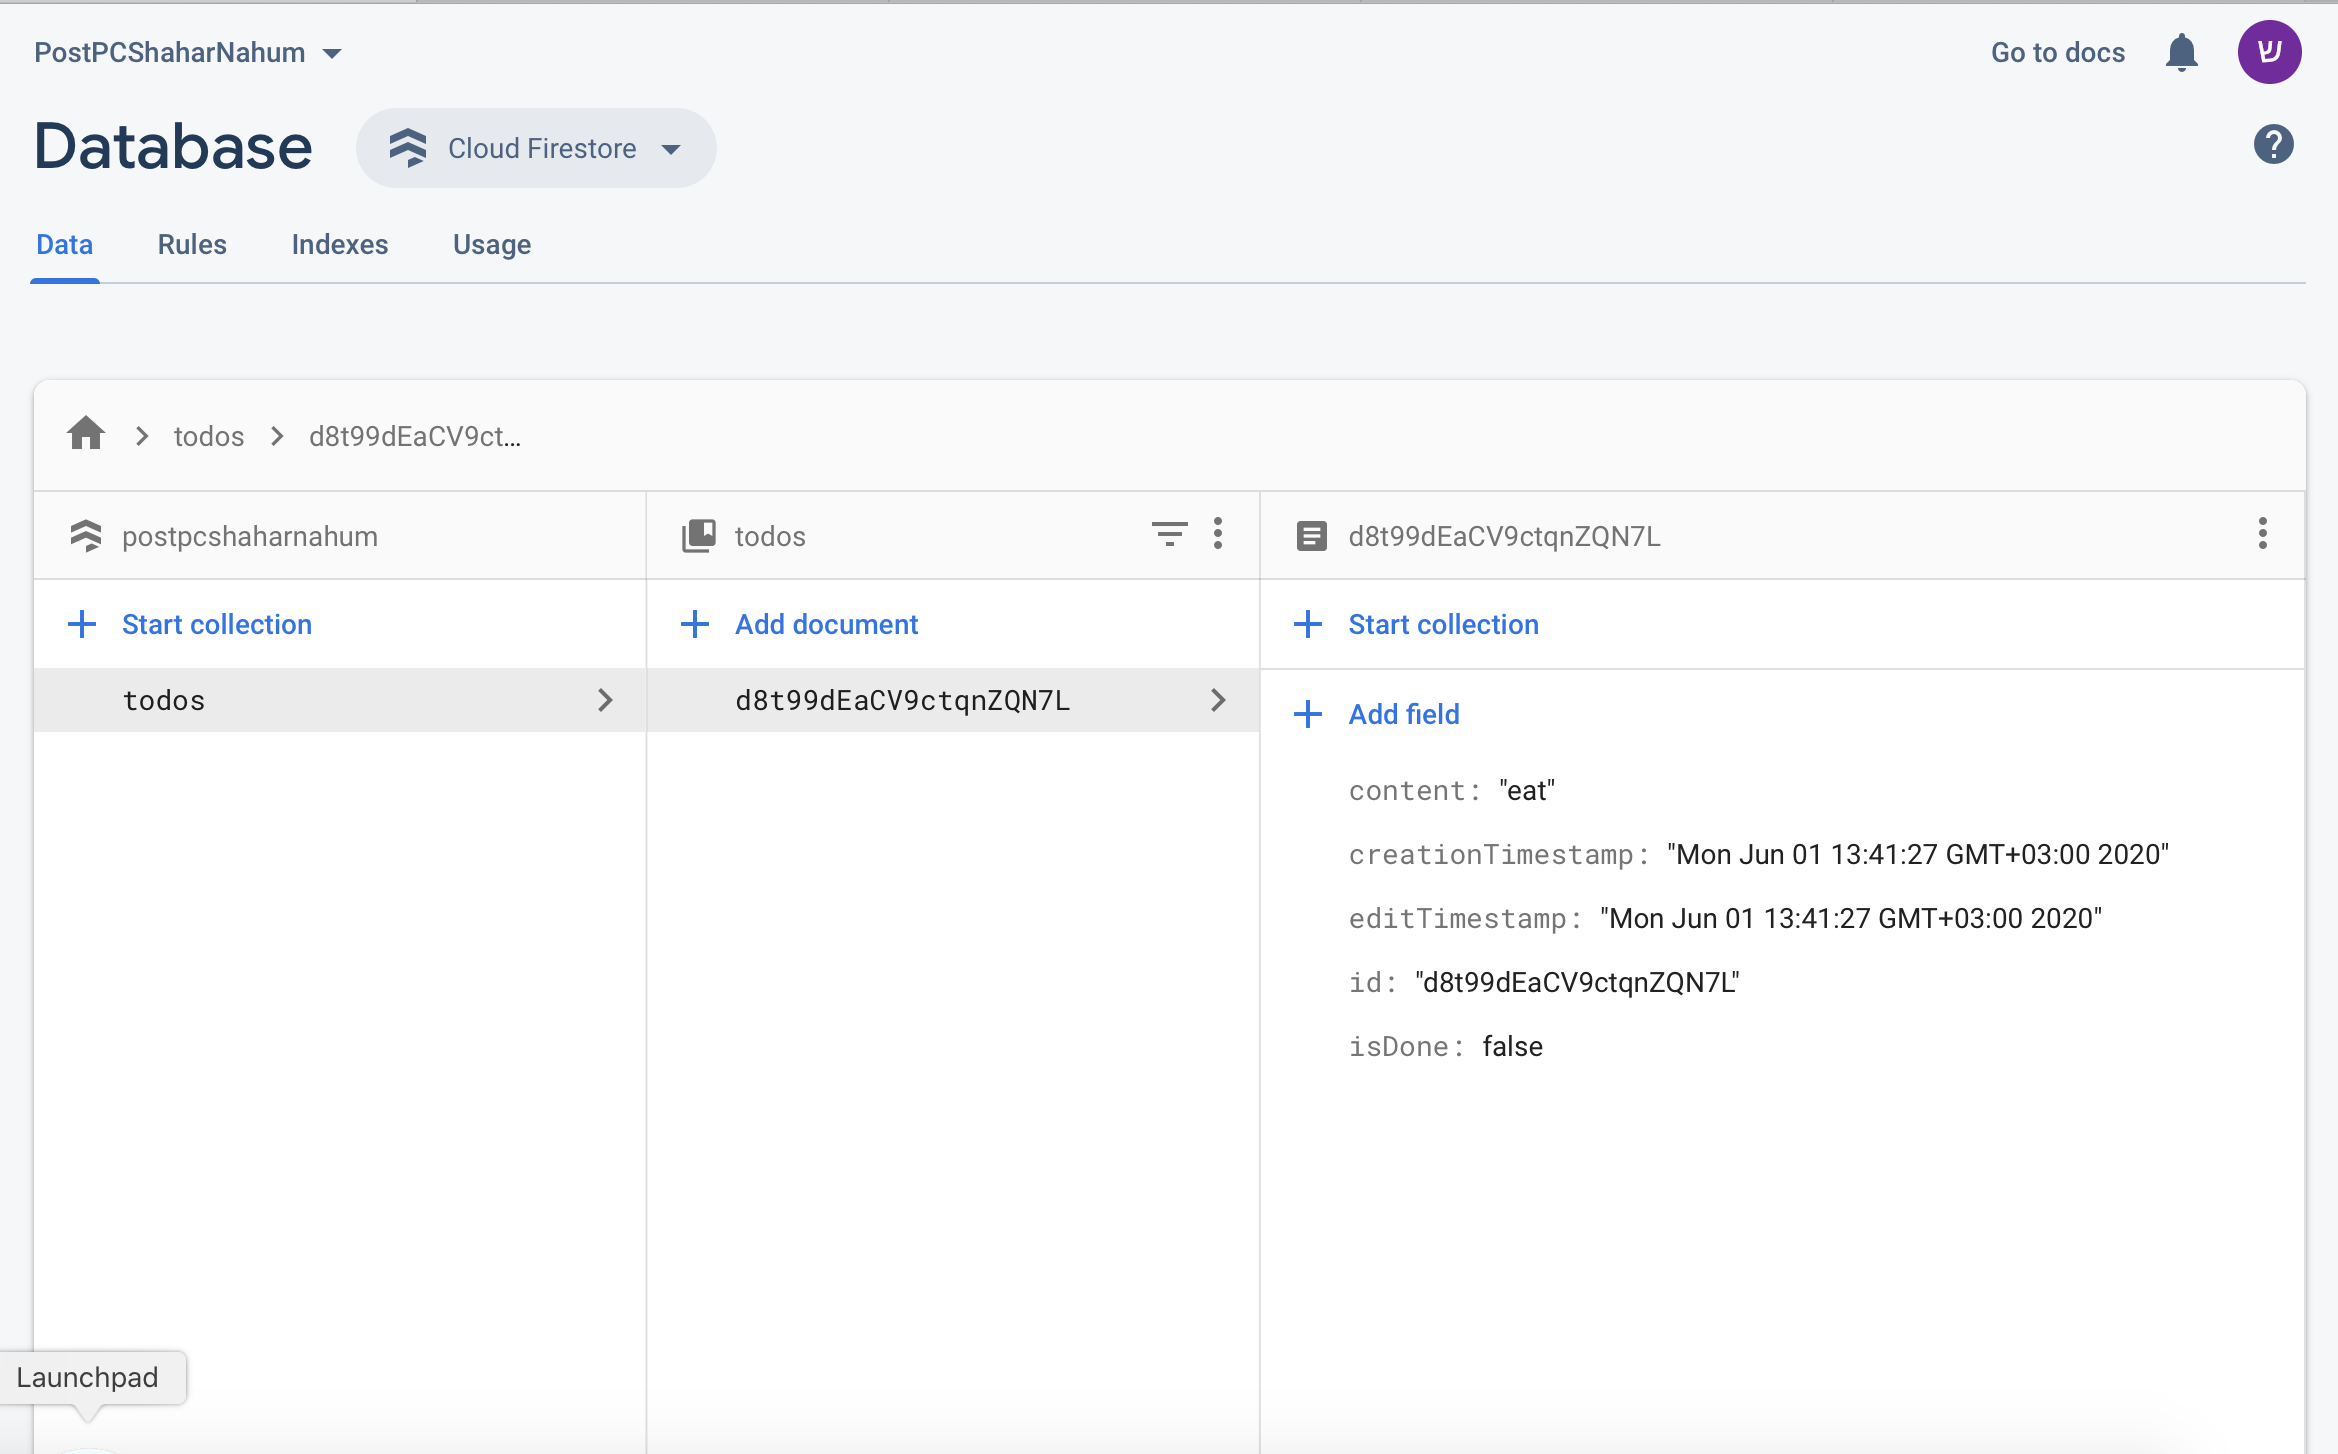 PostPCShaharNahum
Go to docs
ש
Database
Cloud Firestore
?
Data Rules Indexes Usage
todos d8t99dEaCV9ct...
postpcshaharnahum
todos
d8t99dEaCV9ctqnZQN7L
Start collection
Add document
Start collection
todos
d8t99dEaCV9ctqnZQN7L
Add field
content: "eat"
creationTimestamp: "Mon Jun 01 13:41:27 GMT+03:00 2020"
editTimestamp: "Mon Jun 01 13:41:27 GMT+03:00 2020"
id: "d8t99dEaCV9ctqnZQN7L"
isDone: false
Launchpad